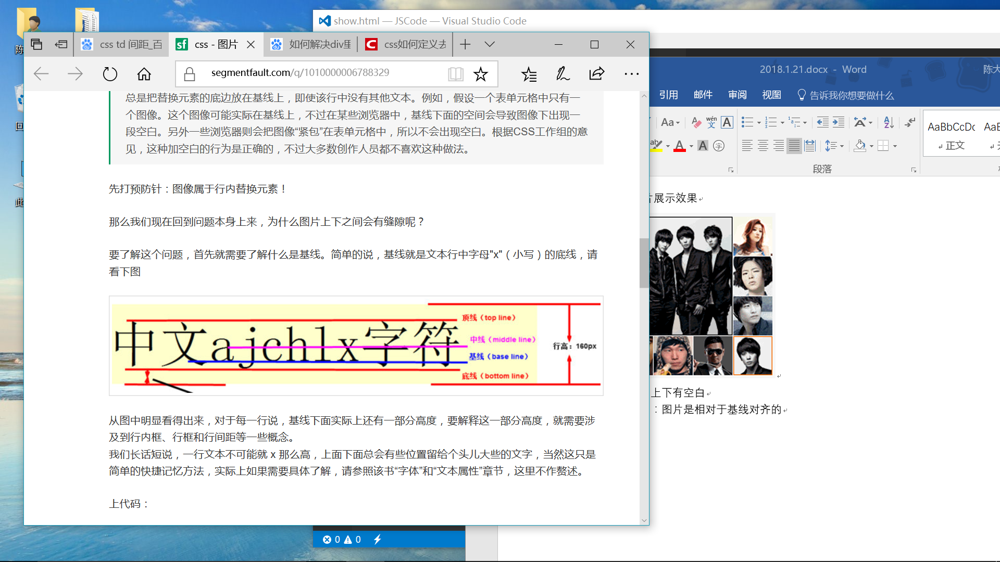 show.html — JSCode — Visual Studio Code
css td 间距_百
css - 图片
如何解决div里
css如何定义去
segmentfault.com/q/1010000006788329
总是把替换元素的底边放在基线上，即使该行中没有其他文本。例如，假设一个表单元格中只有一
个图像。这个图像可能实际在基线上，不过在某些浏览器中，基线下面的空间会导致图像下出现一
段空白。另外一些浏览器则会把图像“紧包”在表单元格中，所以不会出现空白。根据CSS工作组的意
见，这种加空白的行为是正确的，不过大多数创作人员都不喜欢这种做法。
先打预防针：图像属于行内替换元素！
那么我们现在回到问题本身上来，为什么图片上下之间会有缝隙呢？
要了解这个问题，首先就需要了解什么是基线。简单的说，基线就是文本行中字母"x"（小写）的底线，请
看下图
中文ajchlx字符
顶线（top line）
中线（middle line）
基线（base line）
底线（bottom line）
行高：160px
从图中明显看得出来，对于每一行说，基线下面实际上还有一部分高度，要解释这一部分高度，就需要涉
及到行内框、行框和行间距等一些概念。
我们长话短说，一行文本不可能就 x 那么高，上面下面总会有些位置留给个头儿大些的文字，当然这只是
简单的快捷记忆方法，实际上如果需要具体了解，请参照该书“字体”和“文本属性”章节，这里不作赘述。
上代码：
2018.1.21.docx - Word
陈大
引用 邮件 审阅 视图 告诉我你想要做什么
Aa wén 文 A
A A 字
AaBbCcDc
正文
段落
展示效果
上下有空白
：图片是相对于基线对齐的
0 0
陈
回
此